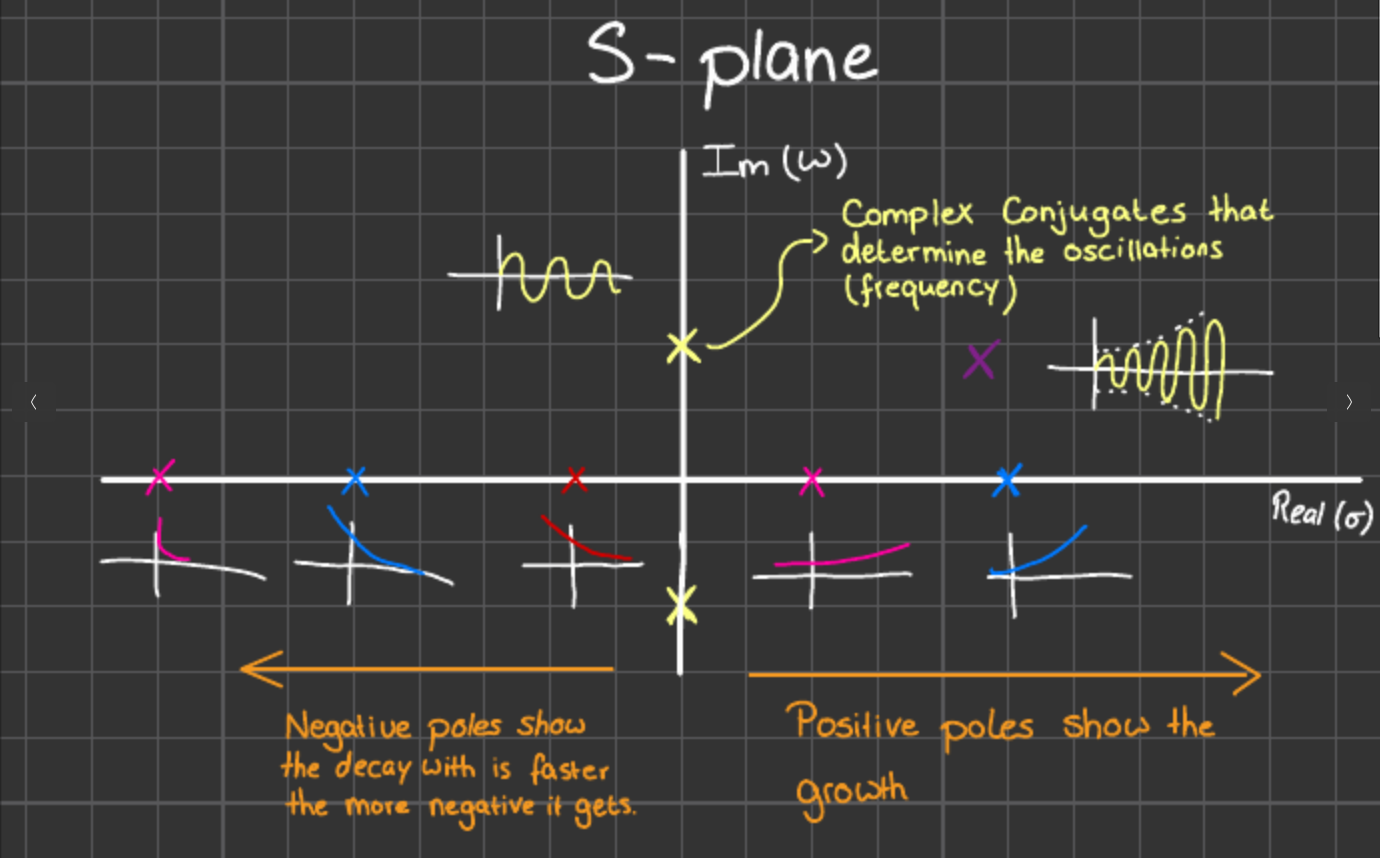 S-plane
Im (ω)
Complex Conjugates that
determine the oscillations
(frequency)
Real (σ)
Negative poles show
the decay with is faster
the more negative it gets.
Positive poles show the
growth